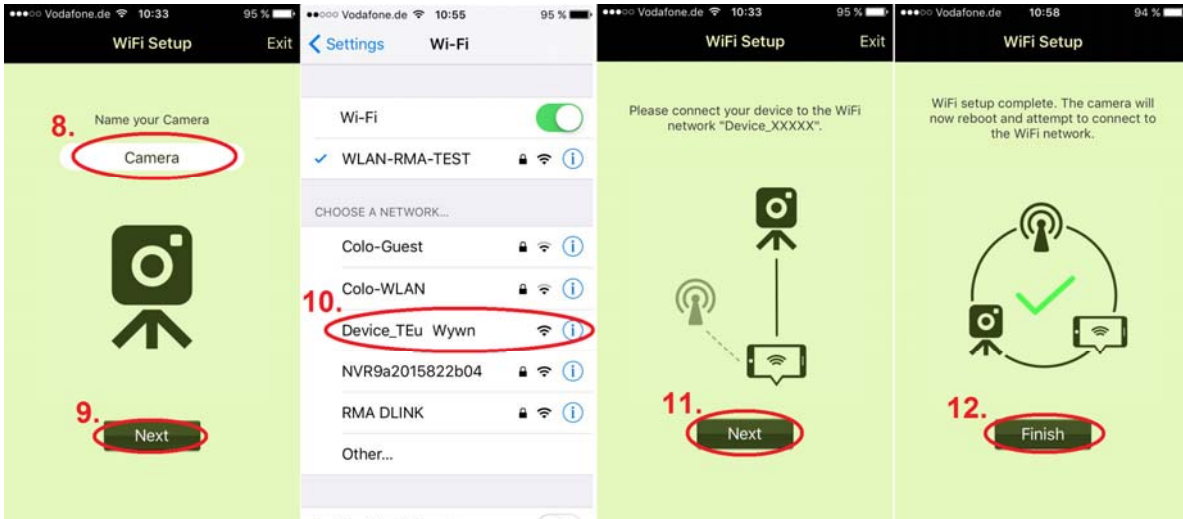 Vodafone.de 10:33 95 %
WiFi Setup Exit
Name your Camera
8.
Camera
9.
Next
Vodafone.de 10:55 95 %
Settings Wi-Fi
Wi-Fi
WLAN-RMA-TEST
CHOOSE A NETWORK...
Colo-Guest
Colo-WLAN
10.
Device_TEu Wywn
NVR9a2015822b04
RMA DLINK
Other...
Vodafone.de 10:33 95 %
WiFi Setup Exit
Please connect your device to the WiFi
network "Device_XXXXX".
11.
Next
Vodafone.de 10:58 94 %
WiFi Setup
WiFi setup complete. The camera will
now reboot and attempt to connect to
the WiFi network.
12.
Finish